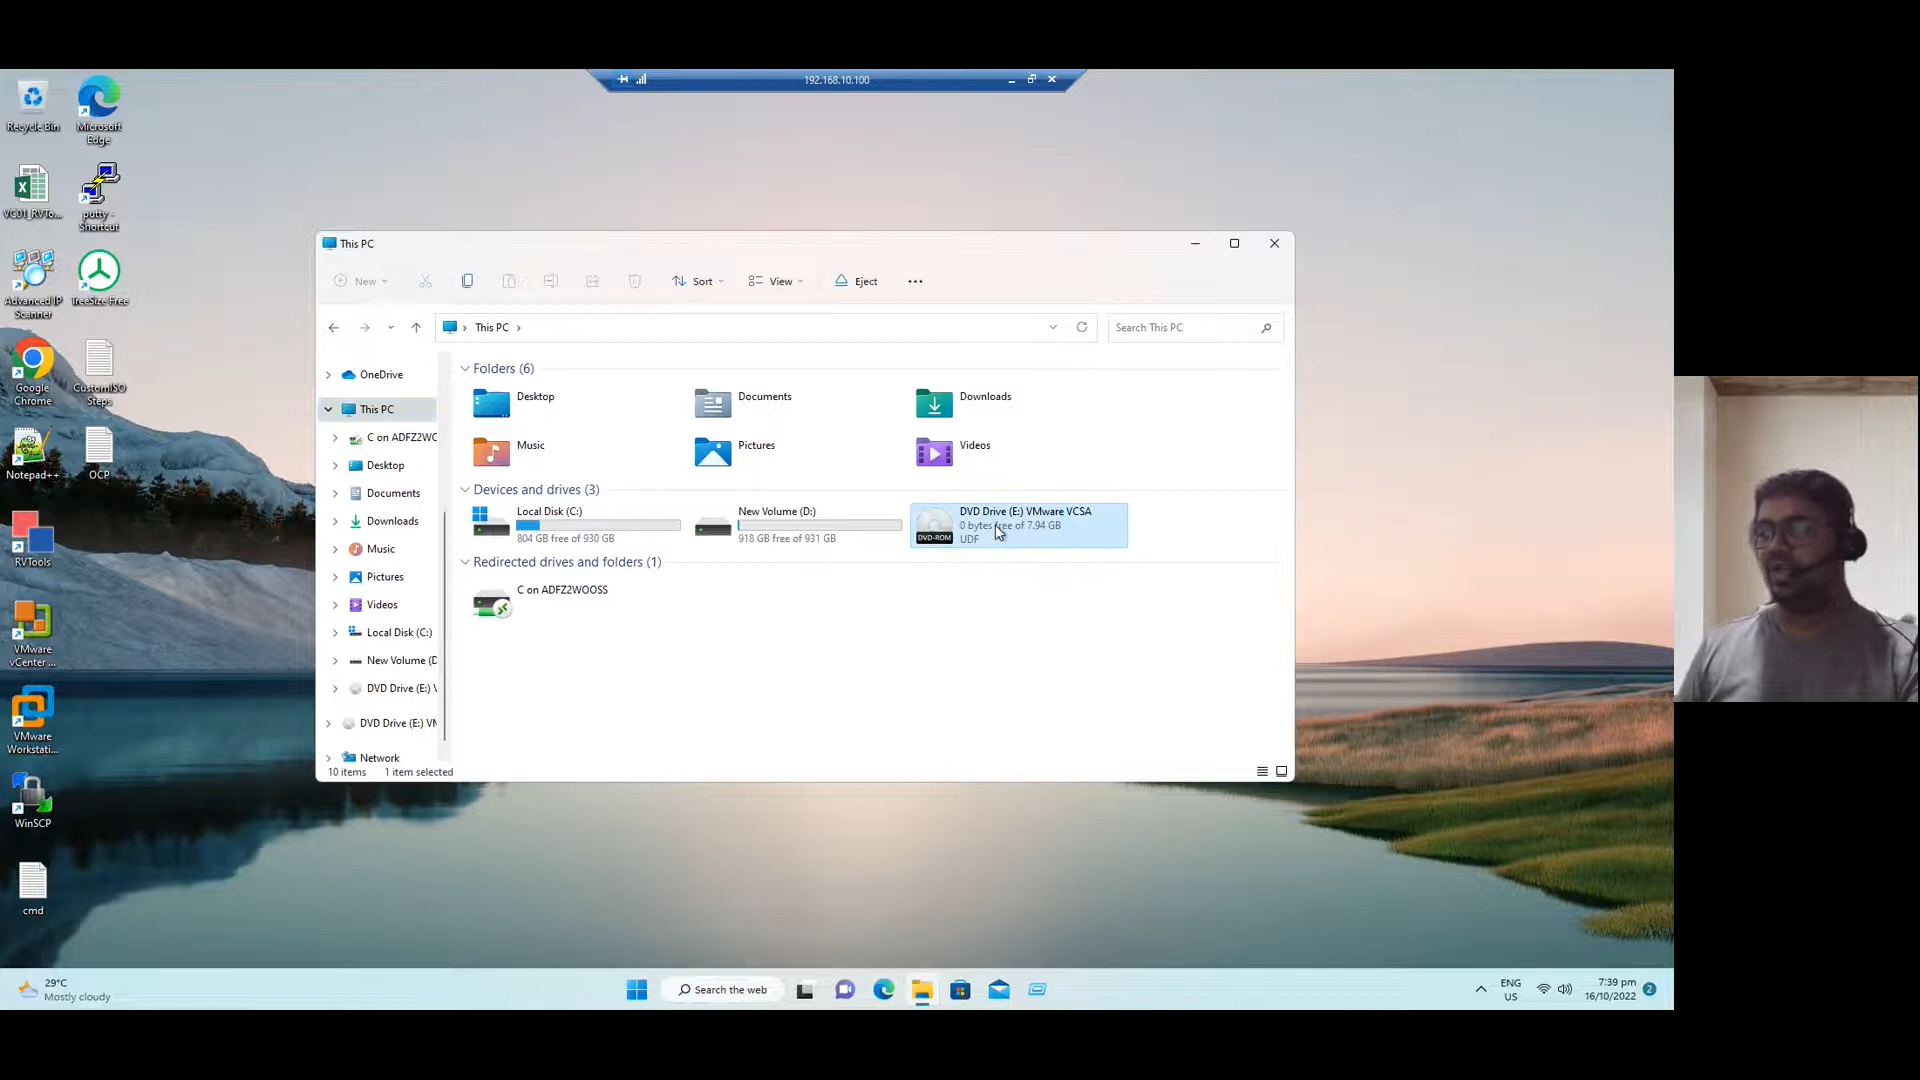 192.168.10.100
Recycle Bin
Microsoft
Edge
VC01_RVTo...
putty -
Shortcut
Advanced IP
Scanner
TreeSize Free
Google
Chrome
CustomISO
Steps
Notepad++
OCP
RVTools
VMware
vCenter ...
VMware
Workstati...
WinSCP
cmd
This PC
New
Sort
View
Eject
This PC
Search This PC
OneDrive
This PC
C on ADFZ2WO
Desktop
Documents
Downloads
Music
Pictures
Videos
Local Disk (C:)
New Volume (D
DVD Drive (E:) V
DVD Drive (E:) VM
Network
Folders (6)
Desktop
Documents
Downloads
Music
Pictures
Videos
Devices and drives (3)
Local Disk (C:)
804 GB free of 930 GB
New Volume (D:)
918 GB free of 931 GB
DVD Drive (E:) VMware VCSA
0 bytes free of 7.94 GB
UDF
DVD-ROM
Redirected drives and folders (1)
C on ADFZ2WOOSS
10 items
1 item selected
29°C
Mostly cloudy
Search the web
ENG
US
7:39 pm
16/10/2022
2